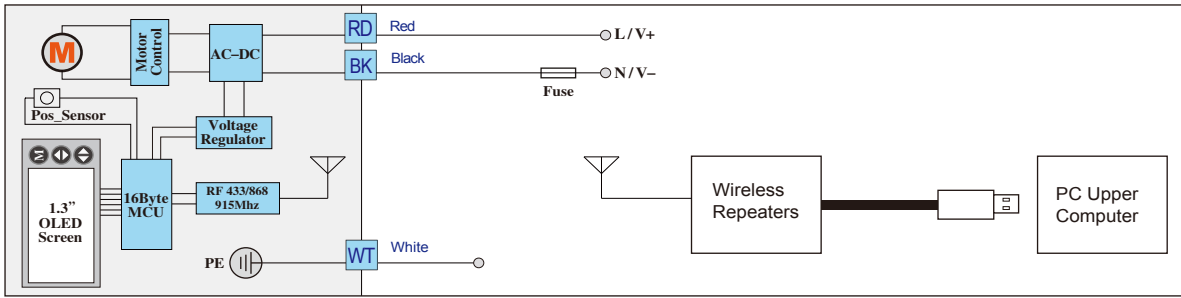 M
Motor
Control
AC–DC
RD
Red
L / V+
BK
Black
N / V–
Fuse
Pos_Sensor
Voltage
Regulator
M
1.3”
OLED
Screen
16Byte
MCU
RF 433/868
915Mhz
Wireless
Repeaters
PC Upper
Computer
PE
WT
White